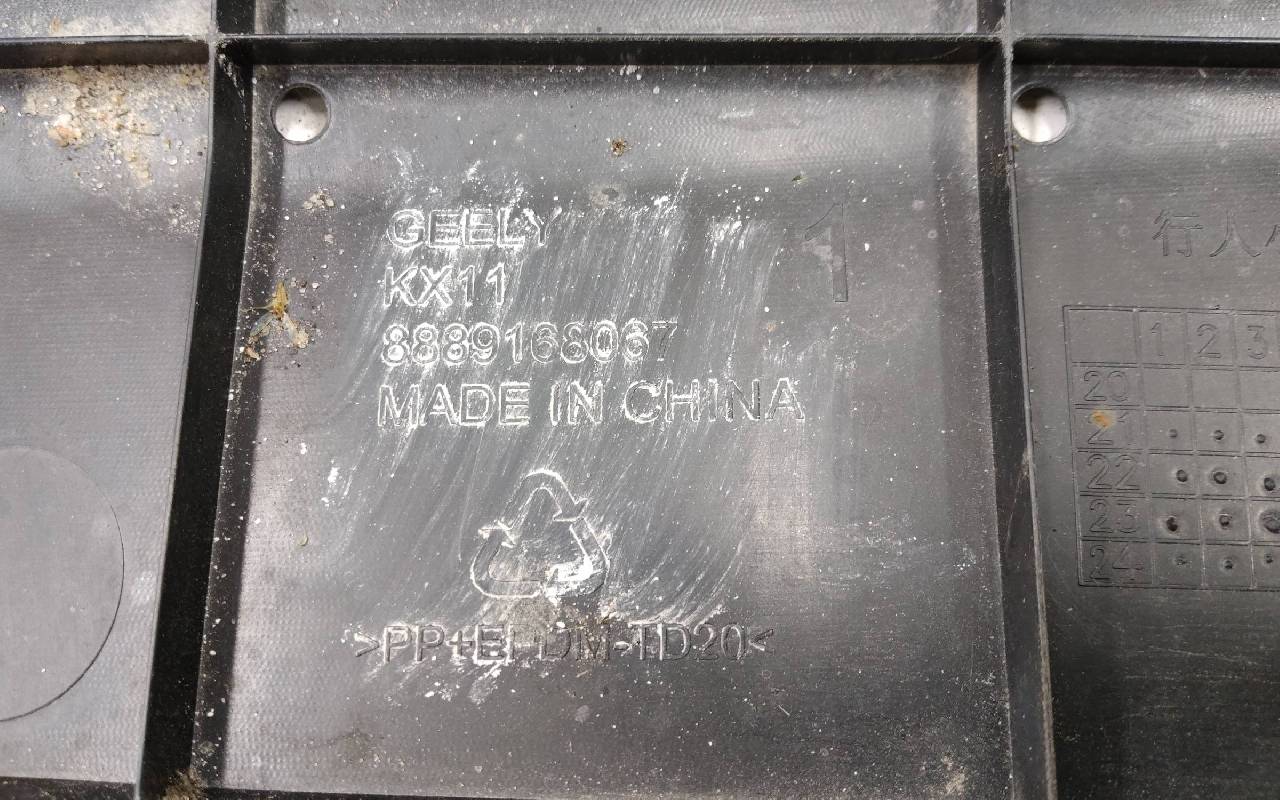 GEELY
KX11
8889168067
MADE IN CHINA
>PP+EPDM-TD20<
1
行人
1 2 3
20
21
22
23
24